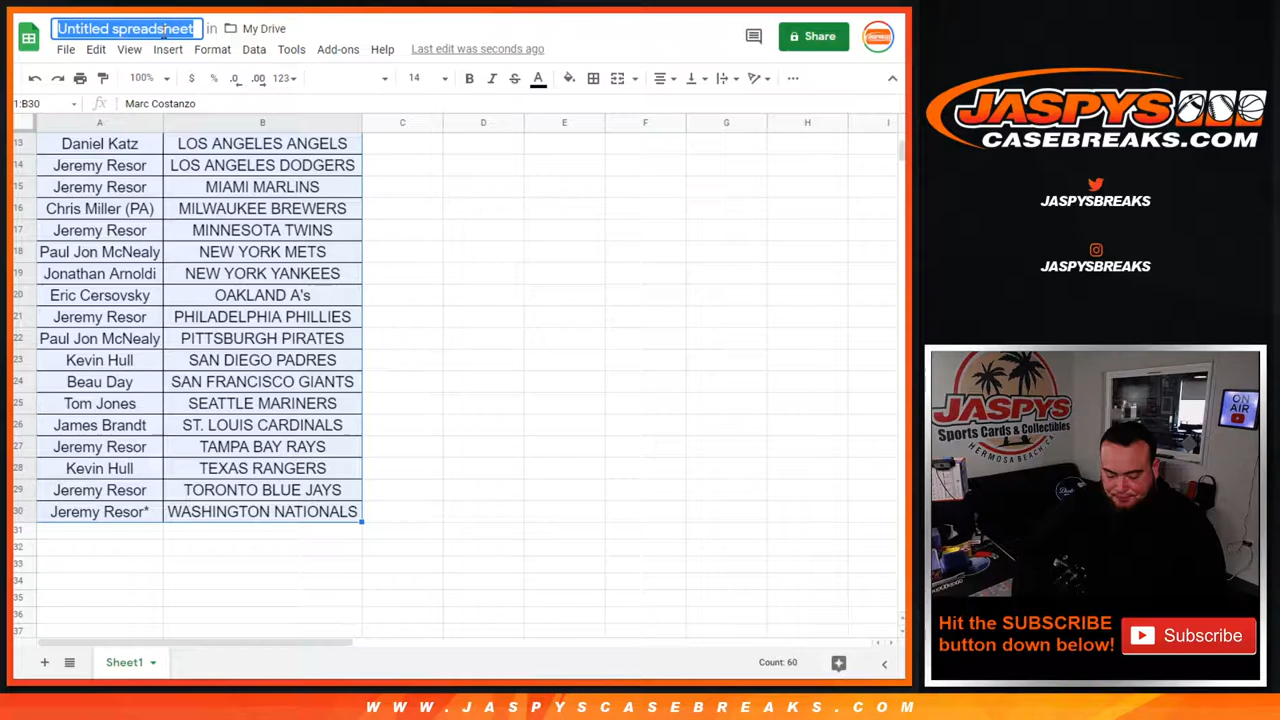 Untitled spreadsheet in My Drive
File Edit View Insert Format Data Tools Add-ons Help Last edit was seconds ago
Share
100% $ % .0 .00 123 14 B I S A
1:B30 fx Marc Costanzo
A B C D E F G H I
13 Daniel Katz LOS ANGELES ANGELS
14 Jeremy Resor LOS ANGELES DODGERS
15 Jeremy Resor MIAMI MARLINS
16 Chris Miller (PA) MILWAUKEE BREWERS
17 Jeremy Resor MINNESOTA TWINS
18 Paul Jon McNealy NEW YORK METS
19 Jonathan Arnoldi NEW YORK YANKEES
20 Eric Cersovsky OAKLAND A's
21 Jeremy Resor PHILADELPHIA PHILLIES
22 Paul Jon McNealy PITTSBURGH PIRATES
23 Kevin Hull SAN DIEGO PADRES
24 Beau Day SAN FRANCISCO GIANTS
25 Tom Jones SEATTLE MARINERS
26 James Brandt ST. LOUIS CARDINALS
27 Jeremy Resor TAMPA BAY RAYS
28 Kevin Hull TEXAS RANGERS
29 Jeremy Resor TORONTO BLUE JAYS
30 Jeremy Resor* WASHINGTON NATIONALS
31
32
33
34
35
36
37
Sheet1 Count: 60
JASPYS
CASEBREAKS.COM
JASPYSBREAKS
JASPYSBREAKS
JASPYS
Sports Cards & Collectibles
HERMOSA BEACH, CA
ON
AIR
Hit the SUBSCRIBE
button down below!
Subscribe
WWW.JASPYSCASEBREAKS.COM